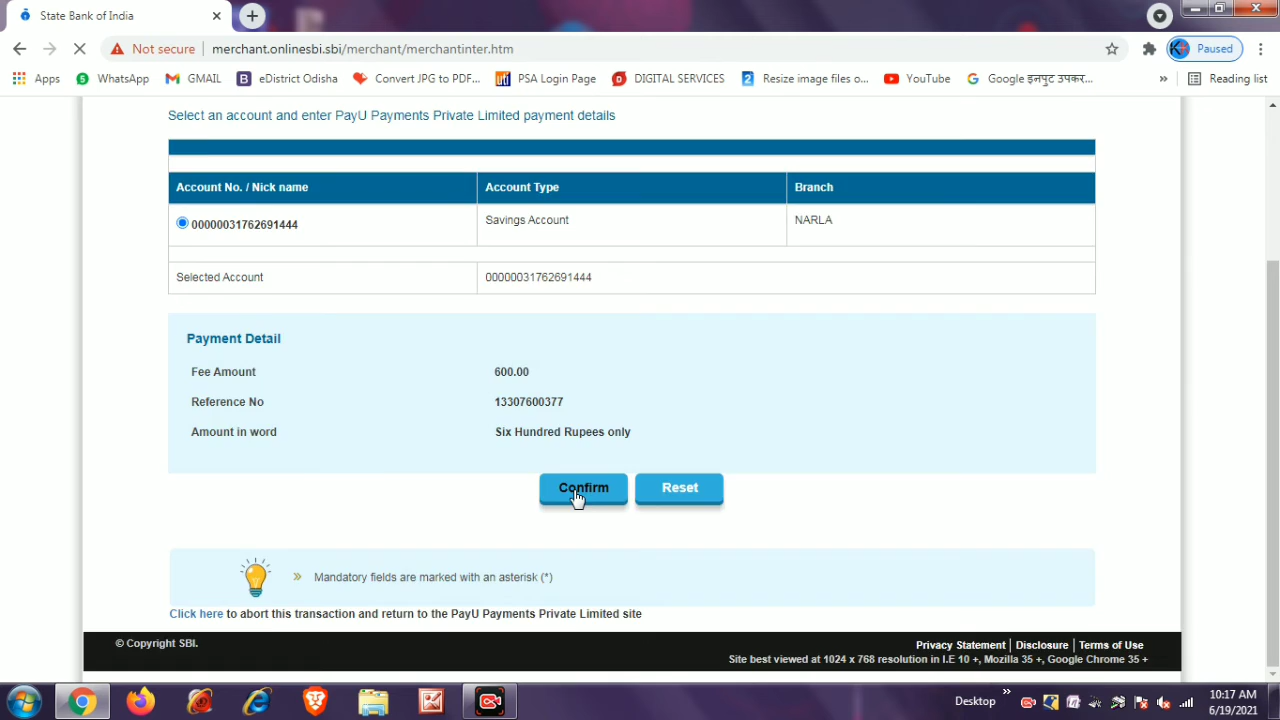 State Bank of India
Not secure
merchant.onlinesbi.sbi/merchant/merchantinter.htm
Paused
Apps
WhatsApp
GMAIL
eDistrict Odisha
Convert JPG to PDF...
PSA Login Page
DIGITAL SERVICES
Resize image files o...
YouTube
Google इनपुट उपकर...
»
Reading list
Select an account and enter PayU Payments Private Limited payment details
Account No. / Nick name
Account Type
Branch
00000031762691444
Savings Account
NARLA
Selected Account
00000031762691444
Payment Detail
Fee Amount
600.00
Reference No
13307600377
Amount in word
Six Hundred Rupees only
Confirm
Reset
» Mandatory fields are marked with an asterisk (*)
Click here to abort this transaction and return to the PayU Payments Private Limited site
© Copyright SBI.
Privacy Statement | Disclosure | Terms of Use
Site best viewed at 1024 x 768 resolution in I.E 10 +, Mozilla 35 +, Google Chrome 35 +
Desktop »
10:17 AM
6/19/2021